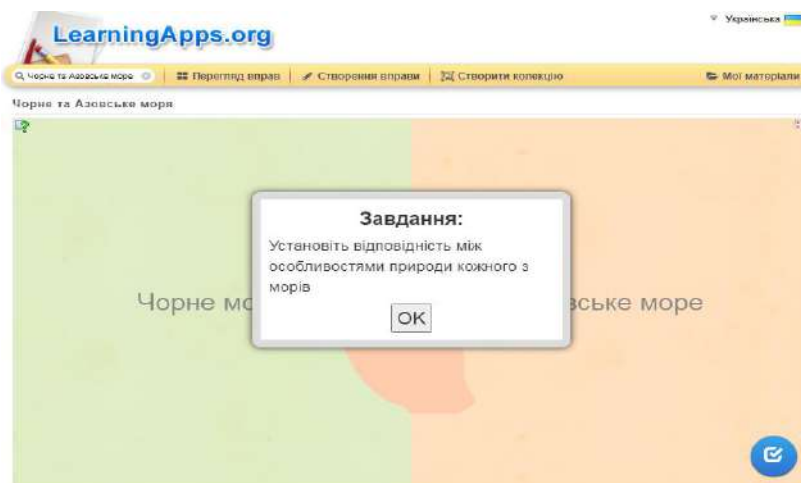 Українська
LearningApps.org
Чорне та Азовське море
Перегляд вправ
Створення вправи
Створити колекцію
Мої матеріали
Чорне та Азовське моря
Завдання:
Установіть відповідність між
особливостями природи кожного з
морів
OK
Чорне мо
вське море